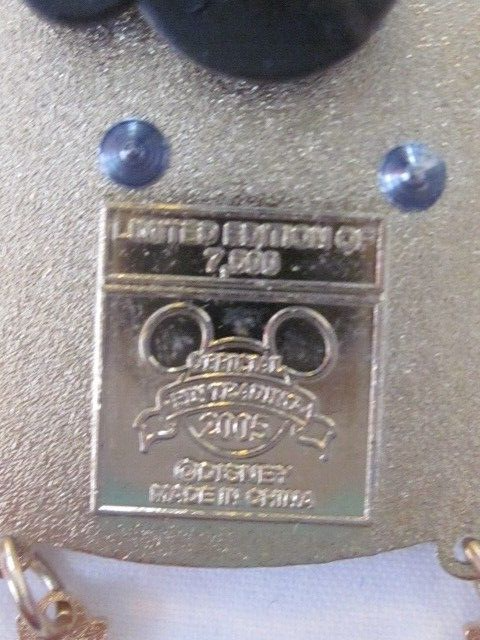 LIMITED EDITION OF
7,500
OFFICIAL
PIN TRADING
2005
©DISNEY
MADE IN CHINA